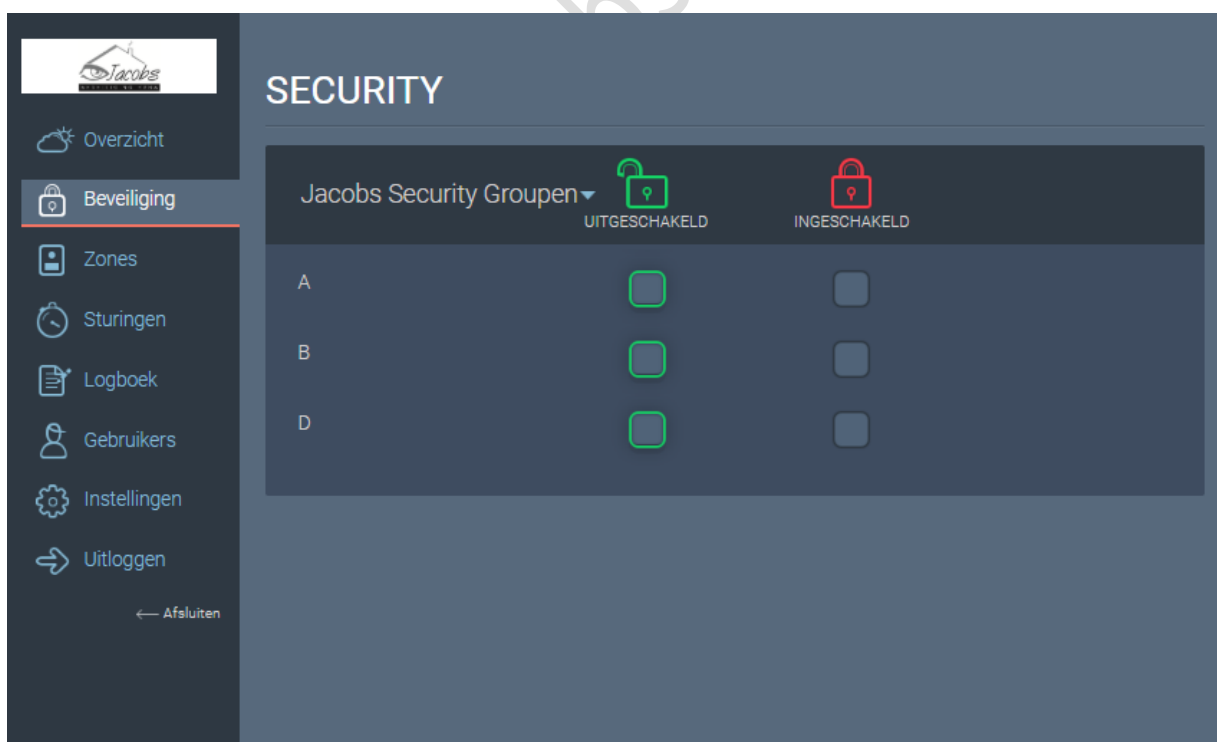 Jacobs
SECURITY
Overzicht
Beveiliging
Zones
Sturingen
Logboek
Gebruikers
Instellingen
Uitloggen
← Afsluiten
Jacobs Security Groupen
UITGESCHAKELD
INGESCHAKELD
A
B
D